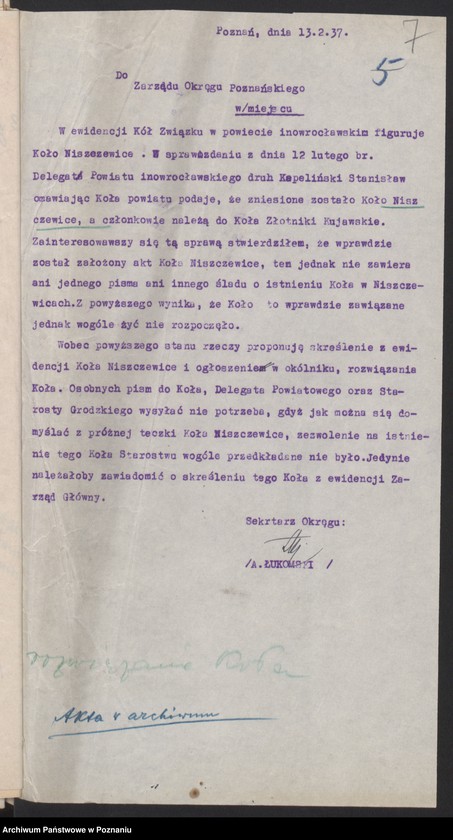 Poznań, dnia 13.2.37.
7
5
Do
Zarządu Okręgu Poznańskiego
w/miejscu
W ewidencji Kół Związku w powiecie inowrocławskim figuruje
Koło Niszczewice . W sprawozdaniu z dnia 12 lutego br.
Delegat Powiatu inowrocławskiego druh Kapeliński Stanisław
omawiając Koła powiatu podaje, że zniesione zostało Koło Nisz
czewice, a członkowie należą do Koła Złotniki Kujawskie.
Zainteresowawszy się tą sprawą stwierdziłem, że wprawdzie
został założony akt Koła Niszczewice, ten jednak nie zawiera
ani jednego pisma ani innego śladu o istnieniu Koła w Niszcze-
wicach.Z powyższego wynika, że Koło to wprawdzie zawiązane
jednak wogóle żyć nie rozpoczęło.
Wobec powyższego stanu rzeczy proponuję skreślenie z ewi-
dencji Koła Niszczewice i ogłoszenie w okólniku, rozwiązania
Koła. Osobnych pism do Koła, Delegata Powiatowego oraz Sta-
rosty Grodzkiego wysyłać nie potrzeba, gdyż jak można się do-
myślać z próżnej teczki Koła Niszczewice, zezwolenie na istnie-
nie tego Koła Starostwu wogóle przedkładane nie było.Jedynie
należałoby zawiadomić o skreśleniu tego Koła z ewidencji Za-
rząd Główny.
Sekrtarz Okręgu:
/A.ŁUKOMSKI /
rozwiązanie Koła
Akta v archiwum
Archiwum Państwowe w Poznaniu